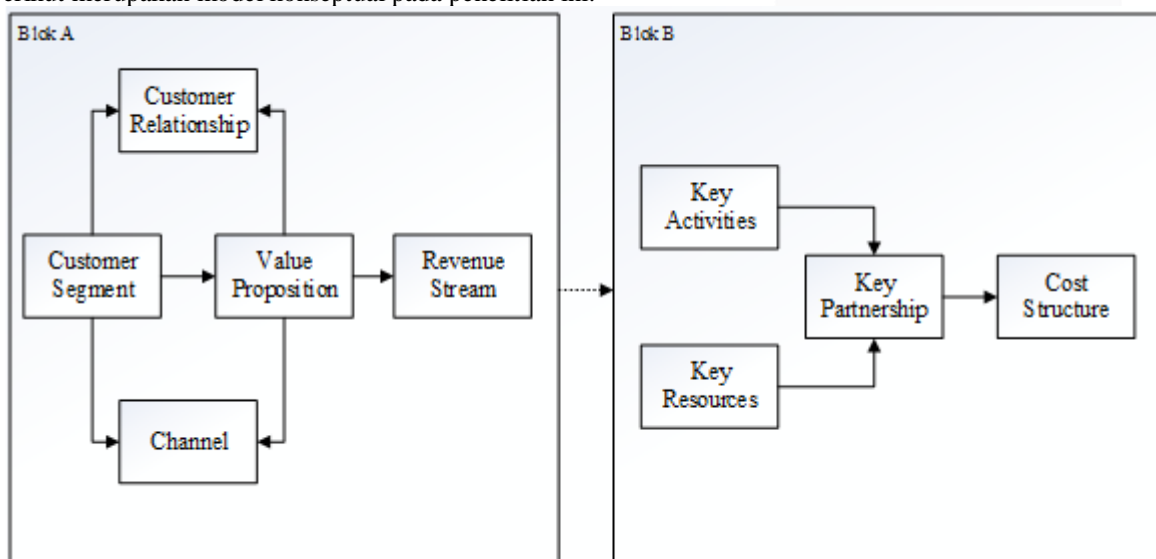 merupakan model konseptual pada penelitian ini.
Blok A
Customer
Relationship
Customer
Segment
Value
Proposition
Revenue
Stream
Channel
Blok B
Key
Activities
Key
Partnership
Cost
Structure
Key
Resources